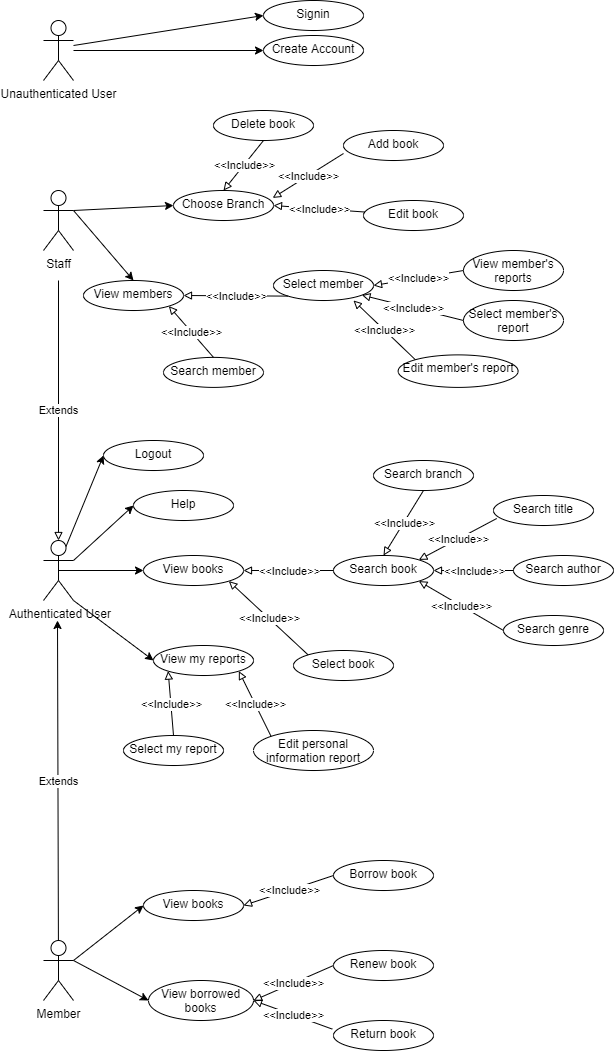 Signin
Create Account
Unauthenticated User
Delete book
Add book
<<Include>>
<<Include>>
Choose Branch
<<Include>>
Edit book
Staff
View members
<<Include>>
Select member
<<Include>>
View member's
reports
<<Include>>
Select member's
report
<<Include>>
<<Include>>
Search member
Edit member's report
Extends
Logout
Help
Search branch
<<Include>>
Search title
<<Include>>
View books
<<Include>>
Search book
<<Include>>
Search author
Authenticated User
<<Include>>
<<Include>>
Search genre
View my reports
Select book
<<Include>>
<<Include>>
Select my report
Edit personal
information report
Extends
Borrow book
<<Include>>
View books
Renew book
<<Include>>
View borrowed
books
Member
<<Include>>
Return book